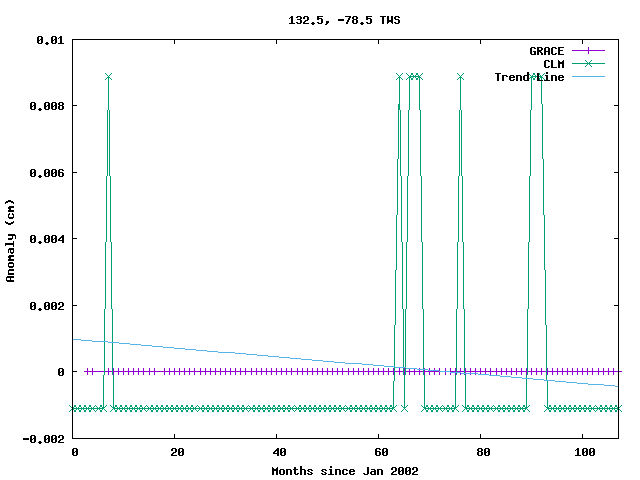 132.5, -78.5 TWS
GRACE
CLM
Trend Line
0.01
0.008
0.006
0.004
0.002
0
-0.002
Anomaly (cm)
0 20 40 60 80 100
Months since Jan 2002